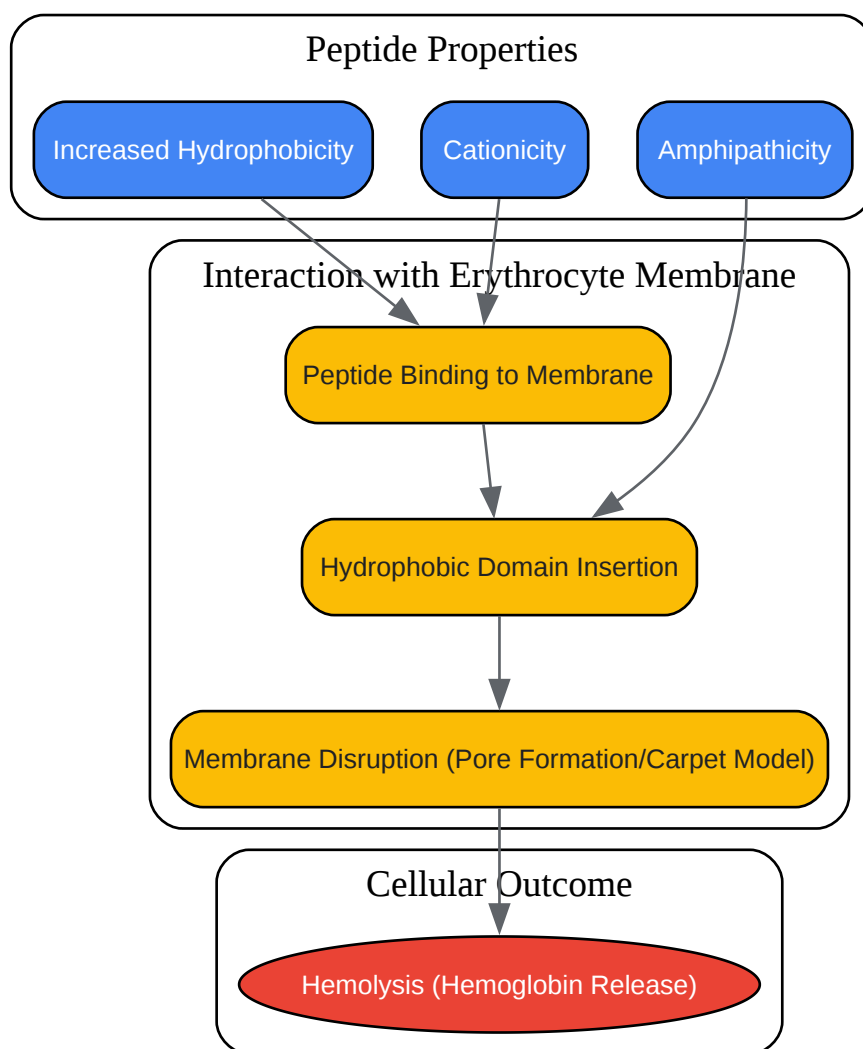 Peptide Properties
Increased Hydrophobicity
Cationicity
Amphipathicity
Interaction with Erythrocyte Membrane
Peptide Binding to Membrane
Hydrophobic Domain Insertion
Membrane Disruption (Pore Formation/Carpet Model)
Cellular Outcome
Hemolysis (Hemoglobin Release)